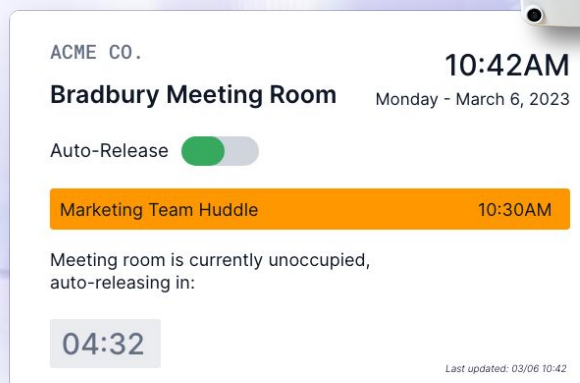 ACME CO.
10:42AM
Bradbury Meeting Room
Monday - March 6, 2023
Auto-Release
Marketing Team Huddle 10:30AM
Meeting room is currently unoccupied,
auto-releasing in:
04:32
Last updated: 03/06 10:42